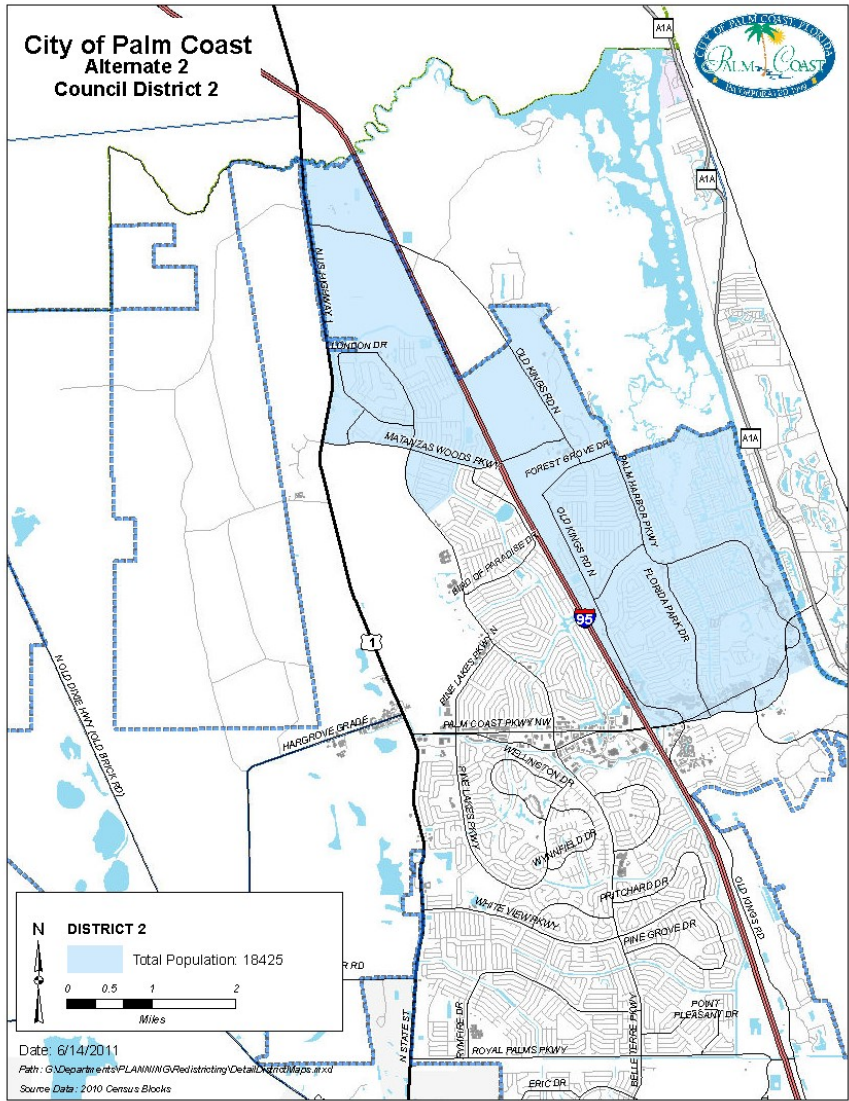 City of Palm Coast
Alternate 2
Council District 2
CITY OF PALM COAST, FLORIDA
PALM COAST
INCORPORATED 1999
A1A
A1A
N US HIGHWAY 1
LONDON DR
OLD KINGS RD N
MATANZAS WOODS PKWY
FOREST GROVE DR
A1A
PALM HARBOR PKWY
OLD KINGS RD N
BIRD OF PARADISE DR
FLORIDA PARK DR
95
1
PINE LAKES PKWY N
N OLD DIXIE HWY (OLD BRICK RD)
HARGROVE GRADE
PALM COAST PKWY NW
WELLINGTON DR
PINE LAKES PKWY
WYNNFIELD DR
PRITCHARD DR
OLD KINGS RD
WHITE VIEW PKWY
PINE GROVE DR
N
DISTRICT 2
Total Population: 18425
0 0.5 1 2
Miles
R RD
N STATE ST
RYMFIRE DR
BELLE TERRE PKWY
POINT
PLEASANT DR
ROYAL PALMS PKWY
ERIC DR
Date: 6/14/2011
Path: G:\Departments\PLANNING\Redistricting\DetailDistrictMaps.mxd
Source Data: 2010 Census Blocks